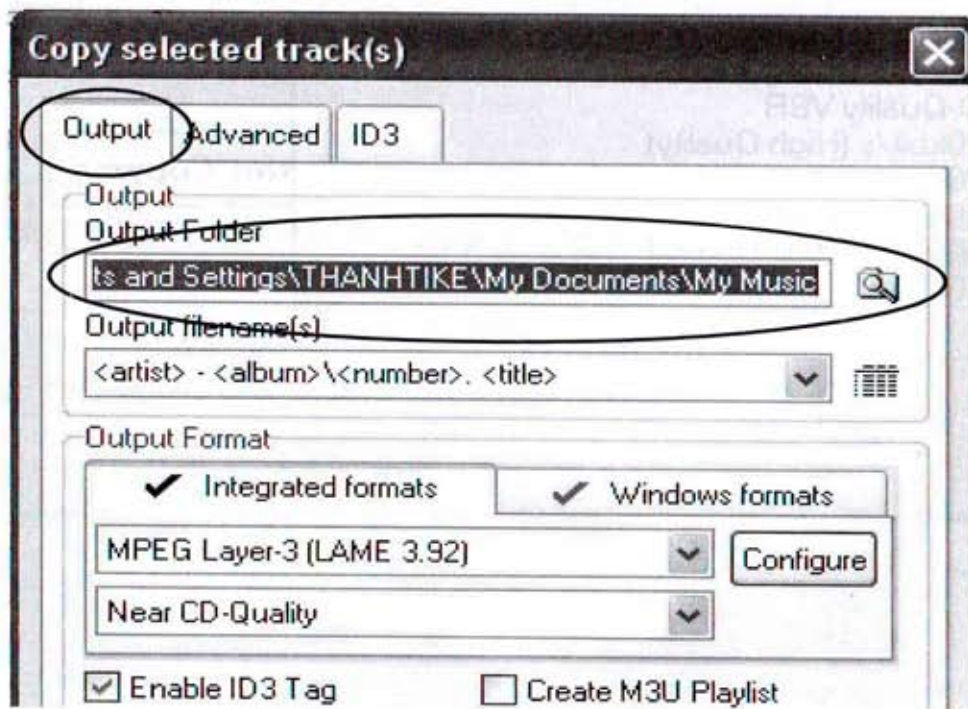 Copy selected track(s)
Output Advanced ID3
Output
Output Folder
ts and Settings\THANHTIKE\My Documents\My Music
Output filename(s)
<artist> - <album>\<number>. <title>
Output Format
Integrated formats Windows formats
MPEG Layer-3 (LAME 3.92) Configure
Near CD-Quality
Enable ID3 Tag Create M3U Playlist